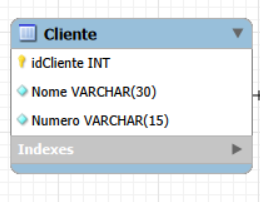 Cliente
idCliente INT
Nome VARCHAR(30)
Numero VARCHAR(15)
Indexes